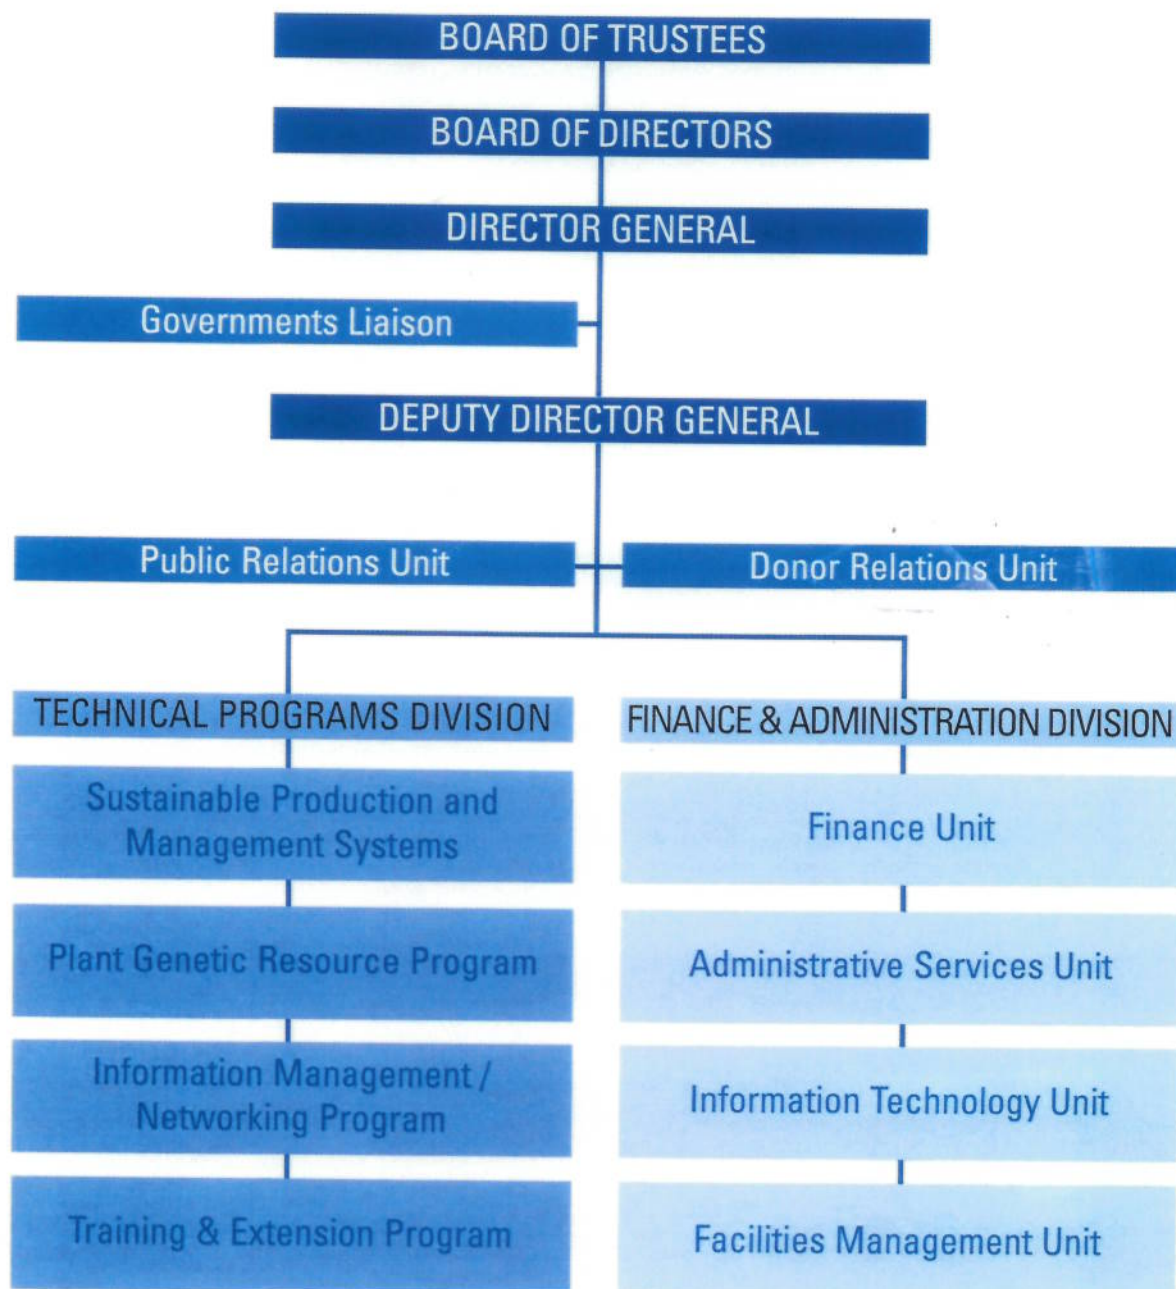 BOARD OF TRUSTEES
BOARD OF DIRECTORS
DIRECTOR GENERAL
Governments Liaison
DEPUTY DIRECTOR GENERAL
Public Relations Unit
Donor Relations Unit
TECHNICAL PROGRAMS DIVISION
Sustainable Production and
Management Systems
Plant Genetic Resource Program
Information Management /
Networking Program
Training & Extension Program
FINANCE & ADMINISTRATION DIVISION
Finance Unit
Administrative Services Unit
Information Technology Unit
Facilities Management Unit